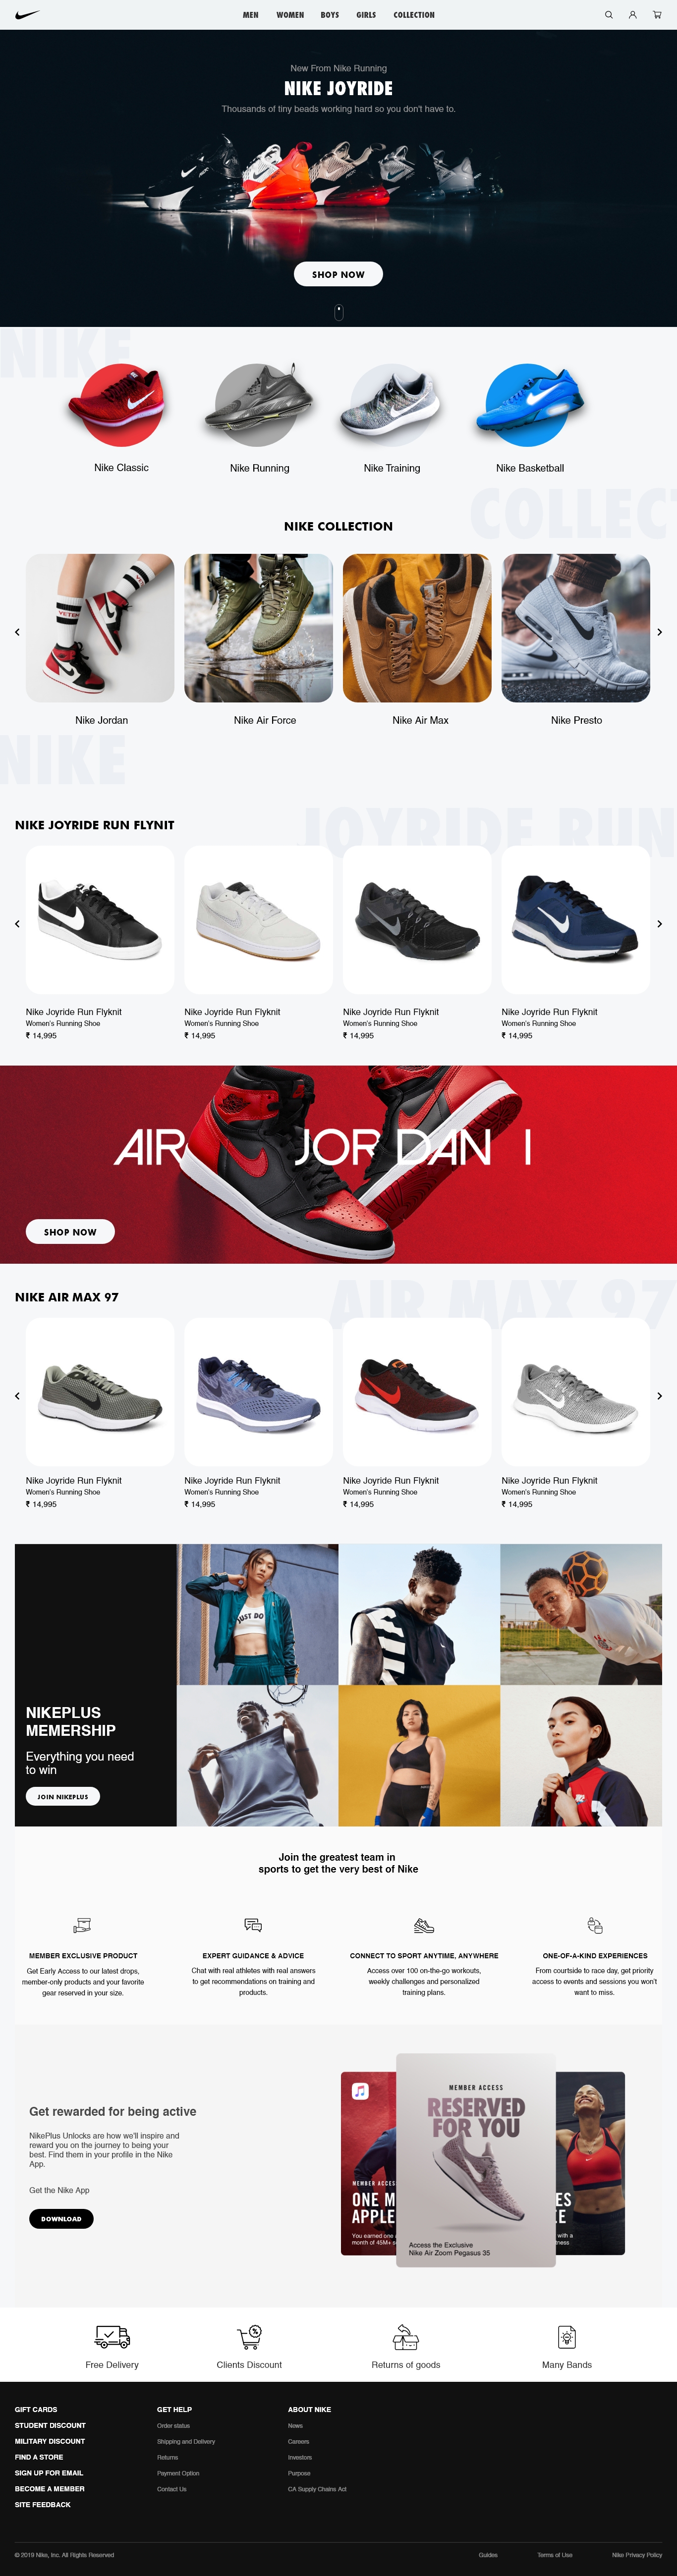 MEN WOMEN BOYS GIRLS COLLECTION
New From Nike Running
NIKE JOYRIDE
Thousands of tiny beads working hard so you don't have to.
SHOP NOW
NIKE
Nike Classic
Nike Running
Nike Training
Nike Basketball
COLLECT
NIKE COLLECTION
YETEN
Nike Jordan
Nike Air Force
Nike Air Max
Nike Presto
NIKE
JOYRIDE RUN
NIKE JOYRIDE RUN FLYNIT
Nike Joyride Run Flyknit
Women's Running Shoe
₹ 14,995
Nike Joyride Run Flyknit
Women's Running Shoe
₹ 14,995
Nike Joyride Run Flyknit
Women's Running Shoe
₹ 14,995
Nike Joyride Run Flyknit
Women's Running Shoe
₹ 14,995
AIR JORDAN I
SHOP NOW
AIR MAX 97
NIKE AIR MAX 97
Nike Joyride Run Flyknit
Women's Running Shoe
₹ 14,995
Nike Joyride Run Flyknit
Women's Running Shoe
₹ 14,995
Nike Joyride Run Flyknit
Women's Running Shoe
₹ 14,995
Nike Joyride Run Flyknit
Women's Running Shoe
₹ 14,995
JUST DO
NIKEPLUS
MEMERSHIP
Everything you need
to win
JOIN NIKEPLUS
Join the greatest team in
sports to get the very best of Nike
MEMBER EXCLUSIVE PRODUCT
Get Early Access to our latest drops,
member-only products and your favorite
gear reserved in your size.
EXPERT GUIDANCE & ADVICE
Chat with real athletes with real answers
to get recommendations on training and
products.
CONNECT TO SPORT ANYTIME, ANYWHERE
Access over 100 on-the-go workouts,
weekly challenges and personalized
training plans.
ONE-OF-A-KIND EXPERIENCES
From courtside to race day, get priority
access to events and sessions you won't
want to miss.
Get rewarded for being active
NikePlus Unlocks are how we'll inspire and
reward you on the journey to being your
best. Find them in your profile in the Nike
App.
Get the Nike App
DOWNLOAD
MEMBER ACCES
ONE M
APPLE
You earned one
month of 45M+ s
MEMBER ACCESS
RESERVED
FOR YOU
Access the Exclusive
Nike Air Zoom Pegasus 35
ES
EE
with a
tness
Free Delivery
Clients Discount
Returns of goods
Many Bands
GIFT CARDS
STUDENT DISCOUNT
MILITARY DISCOUNT
FIND A STORE
SIGN UP FOR EMAIL
BECOME A MEMBER
SITE FEEDBACK
GET HELP
Order status
Shipping and Delivery
Returns
Payment Option
Contact Us
ABOUT NIKE
News
Careers
Investors
Purpose
CA Supply Chains Act
© 2019 Nike, Inc. All Rights Reserved
Guides
Terms of Use
Nike Privacy Policy